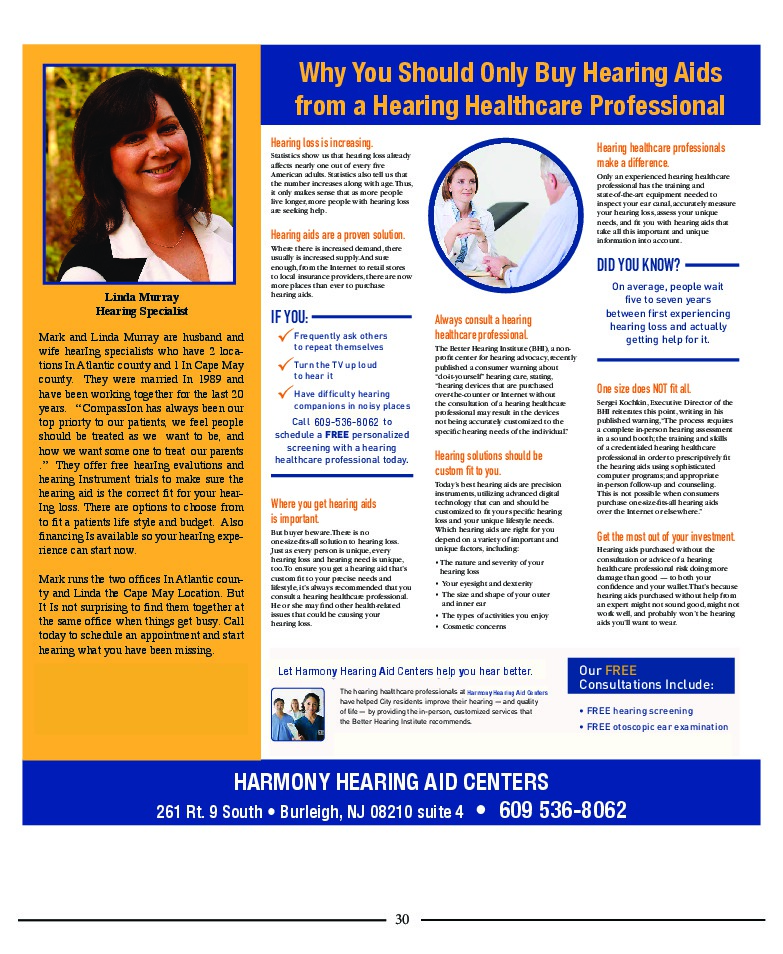 Why You Should Only Buy Hearing Aids
from a Hearing Healthcare Professional
Linda Murray
Hearing Specialist
Mark and Linda Murray are husband and
wife hearIng specialists who have 2 loca-
tions In Atlantic county and 1 In Cape May
county. They were married In 1989 and
have been working together for the last 20
years. “CompassIon has always been our
top priorty to our patients, we feel people
should be treated as we want to be, and
how we want some one to treat our parents
.” They offer free hearIng evalutions and
hearing Instrument trials to make sure the
hearing aid is the correct fit for your hear-
Ing loss. There are options to choose from
to fit a patients life style and budget. Also
financIng Is available so your hearIng expe-
rience can start now.
Mark runs the two offices In Atlantic coun-
ty and Linda the Cape May Location. But
It Is not surprising to find them together at
the same office when things get busy. Call
today to schedule an appointment and start
hearing what you have been missing.
Hearing loss is increasing.
Statistics show us that hearing loss already
affects nearly one out of every five
American adults. Statistics also tell us that
the number increases along with age. Thus,
it only makes sense that as more people
live longer, more people with hearing loss
are seeking help.
Hearing aids are a proven solution.
Where there is increased demand, there
usually is increased supply. And sure
enough, from the Internet to retail stores
to local insurance providers, there are now
more places than ever to purchase
hearing aids.
IF YOU:
Frequently ask others
to repeat themselves
Turn the TV up loud
to hear it
Have difficulty hearing
companions in noisy places
Call 609-536-8062 to
schedule a FREE personalized
screening with a hearing
healthcare professional today.
Where you get hearing aids
is important.
But buyer beware. There is no
one-size-fits-all solution to hearing loss.
Just as every person is unique, every
hearing loss and hearing need is unique,
too. To ensure you get a hearing aid that’s
custom fit to your precise needs and
lifestyle, it’s always recommended that you
consult a hearing healthcare professional.
He or she may find other health-related
issues that could be causing your
hearing loss.
Always consult a hearing
healthcare professional.
The Better Hearing Institute (BHI), a non-
profit center for hearing advocacy, recently
published a consumer warning about
“do-it-yourself” hearing care, stating,
“hearing devices that are purchased
over-the-counter or Internet without
the consultation of a hearing healthcare
professional may result in the devices
not being accurately customized to the
specific hearing needs of the individual.”
Hearing solutions should be
custom fit to you.
Today’s best hearing aids are precision
instruments, utilizing advanced digital
technology that can and should be
customized to fit your specific hearing
loss and your unique lifestyle needs.
Which hearing aids are right for you
depend on a variety of important and
unique factors, including:
• The nature and severity of your
hearing loss
• Your eyesight and dexterity
• The size and shape of your outer
and inner ear
• The types of activities you enjoy
• Cosmetic concerns
Hearing healthcare professionals
make a difference.
Only an experienced hearing healthcare
professional has the training and
state-of-the-art equipment needed to
inspect your ear canal, accurately measure
your hearing loss, assess your unique
needs, and fit you with hearing aids that
take all this important and unique
information into account.
DID YOU KNOW?
On average, people wait
five to seven years
between first experiencing
hearing loss and actually
getting help for it.
One size does NOT fit all.
Sergei Kochkin, Executive Director of the
BHI reiterates this point, writing in his
published warning, “The process requires
a complete in-person hearing assessment
in a sound booth; the training and skills
of a credentialed hearing healthcare
professional in order to prescriptively fit
the hearing aids using sophisticated
computer programs; and appropriate
in-person follow-up and counseling.
This is not possible when consumers
purchase one-size-fits-all hearing aids
over the Internet or elsewhere.”
Get the most out of your investment.
Hearing aids purchased without the
consultation or advice of a hearing
healthcare professional risk doing more
damage than good — to both your
confidence and your wallet. That’s because
hearing aids purchased without help from
an expert might not sound good, might not
work well, and probably won’t be hearing
aids you’ll want to wear.
Let Harmony Hearing Aid Centers help you hear better.
The hearing healthcare professionals at Harmony Hearing Aid Centers
have helped City residents improve their hearing — and quality
of life — by providing the in-person, customized services that
the Better Hearing Institute recommends.
Our FREE
Consultations Include:
• FREE hearing screening
• FREE otoscopic ear examination
HARMONY HEARING AID CENTERS
261 Rt. 9 South • Burleigh, NJ 08210 suite 4 • 609 536-8062
30